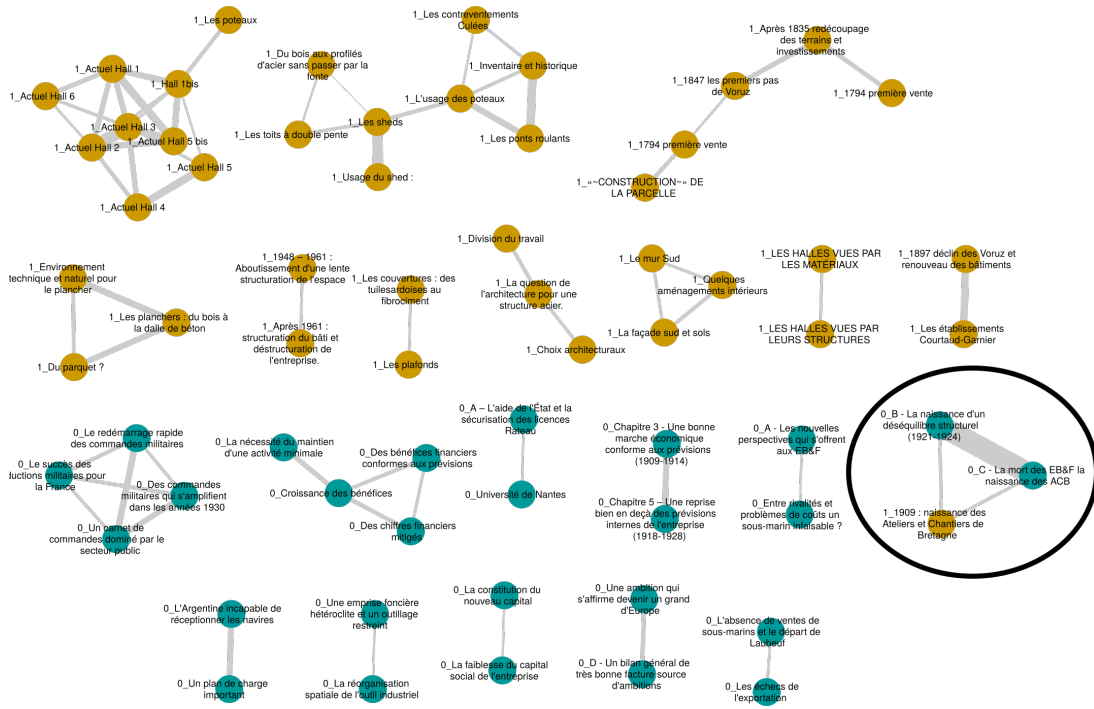 1_Les poteaux
1_Actuel Hall 1
1_Hall 1bis
1_Actuel Hall 6
1_Actuel Hall 3
1_Actuel Hall 5 bis
1_Actuel Hall 2
1_Actuel Hall 5
1_Actuel Hall 4
1_Les contreventements
Culées
1_Du bois aux profilés
d'acier sans passer par la
fonte
1_Inventaire et historique
1_L'usage des poteaux
1_Les sheds
1_Les toits à double pente
1_Les ponts roulants
1_Usage du shed :
1_Après 1835 redécoupage
des terrains et
investissements
1_1847 les premiers pas
de Voruz
1_1794 première vente
1_1794 première vente
1_«~CONSTRUCTION~» DE
LA PARCELLE
1_Environnement
technique et naturel pour
le plancher
1_Les planchers : du bois à
la dalle de béton
1_Du parquet ?
1_1948 – 1961 :
Aboutissement d'une lente
structuration de l'espace
1_Après 1961 :
structuration du bâti et
déstructuration de
l'entreprise.
1_Les couvertures : des
tuilesardoises au
fibrociment
1_Les plafonds
1_Division du travail
1_La question de
l'architecture pour une
structure acier.
1_Choix architecturaux
1_Le mur Sud
1_Quelques
aménagements intérieurs
1_La façade sud et sols
1_LES HALLES VUES PAR
LES MATÉRIAUX
1_LES HALLES VUES PAR
LEURS STRUCTURES
1_1897 déclin des Voruz et
renouveau des bâtiments
1_Les établissements
Courtaud-Garnier
0_Le redémarrage rapide
des commandes militaires
0_Le succès des
ductions militaires pour
la France
0_Des commandes
militaires qui s'amplifient
dans les années 1930
0_Un carnet de
commandes dominé par le
secteur public
0_La nécessité du maintien
d'une activité minimale
0_Des bénéfices financiers
conformes aux prévisions
0_Croissance des bénéfices
0_Des chiffres financiers
mitigés
0_A – L'aide de l'État et la
sécurisation des licences
Rateau
0_Université de Nantes
0_Chapitre 3 - Une bonne
marche économique
conforme aux prévisions
(1909-1914)
0_Chapitre 5 – Une reprise
bien en deçà des prévisions
internes de l'entreprise
(1918-1928)
0_A - Les nouvelles
perspectives qui s'offrent
aux EB&F
0_Entre rivalités et
problèmes de coûts un
sous-marin infaisable ?
0_B - La naissance d'un
déséquilibre structurel
(1921-1924)
0_C - La mort des EB&F la
naissance des ACB
1_1909 : naissance des
Ateliers et Chantiers de
Bretagne
0_L'Argentine incapable de
réceptionner les navires
0_Un plan de charge
important
0_Une emprise foncière
hétéroclite et un outillage
restreint
0_La réorganisation
spatiale de l'outil industriel
0_La constitution du
nouveau capital
0_La faiblesse du capital
social de l'entreprise
0_Une ambition qui
s'affirme devenir un grand
d'Europe
0_D - Un bilan général de
très bonne facture source
d'ambitions
0_L'absence de ventes de
sous-marins et le départ de
Laubeuf
0_Les échecs de
l'exportation